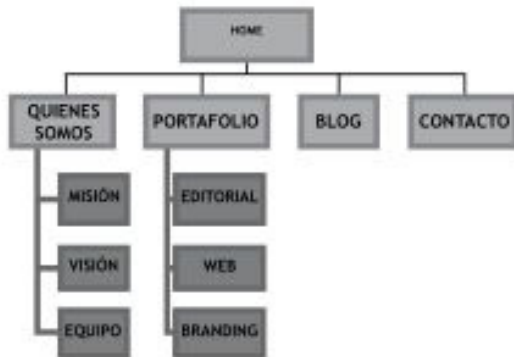 HOME
QUIENES
SOMOS
PORTAFOLIO
BLOG
CONTACTO
MISIÓN
EDITORIAL
VISIÓN
WEB
EQUIPO
BRANDING